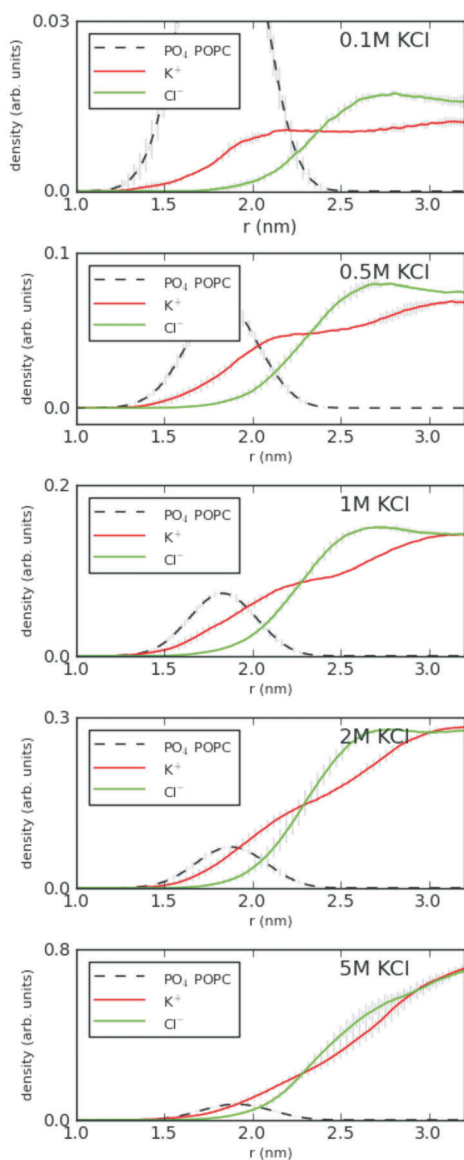 0.03
0.1M KCl
PO₄ POPC
K⁺
Cl⁻
density (arb. units)
0.0
1.0 1.5 2.0 2.5 3.0
r (nm)
0.1
0.5M KCl
PO₄ POPC
K⁺
Cl⁻
density (arb. units)
0.0
1.0 1.5 2.0 2.5 3.0
r (nm)
0.2
1M KCl
PO₄ POPC
K⁺
Cl⁻
density (arb. units)
0.0
1.0 1.5 2.0 2.5 3.0
r (nm)
0.3
2M KCl
PO₄ POPC
K⁺
Cl⁻
density (arb. units)
0.0
1.0 1.5 2.0 2.5 3.0
r (nm)
0.8
5M KCl
PO₄ POPC
K⁺
Cl⁻
density (arb. units)
0.0
1.0 1.5 2.0 2.5 3.0
r (nm)